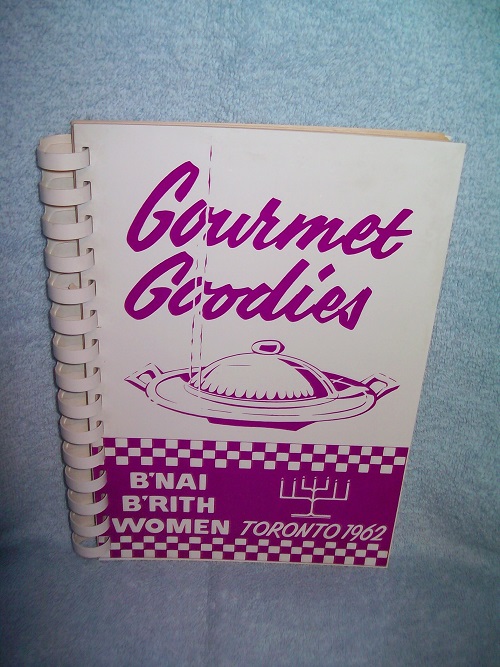 Gourmet
Goodies
B'NAI
B'RITH
WOMEN
TORONTO 1962